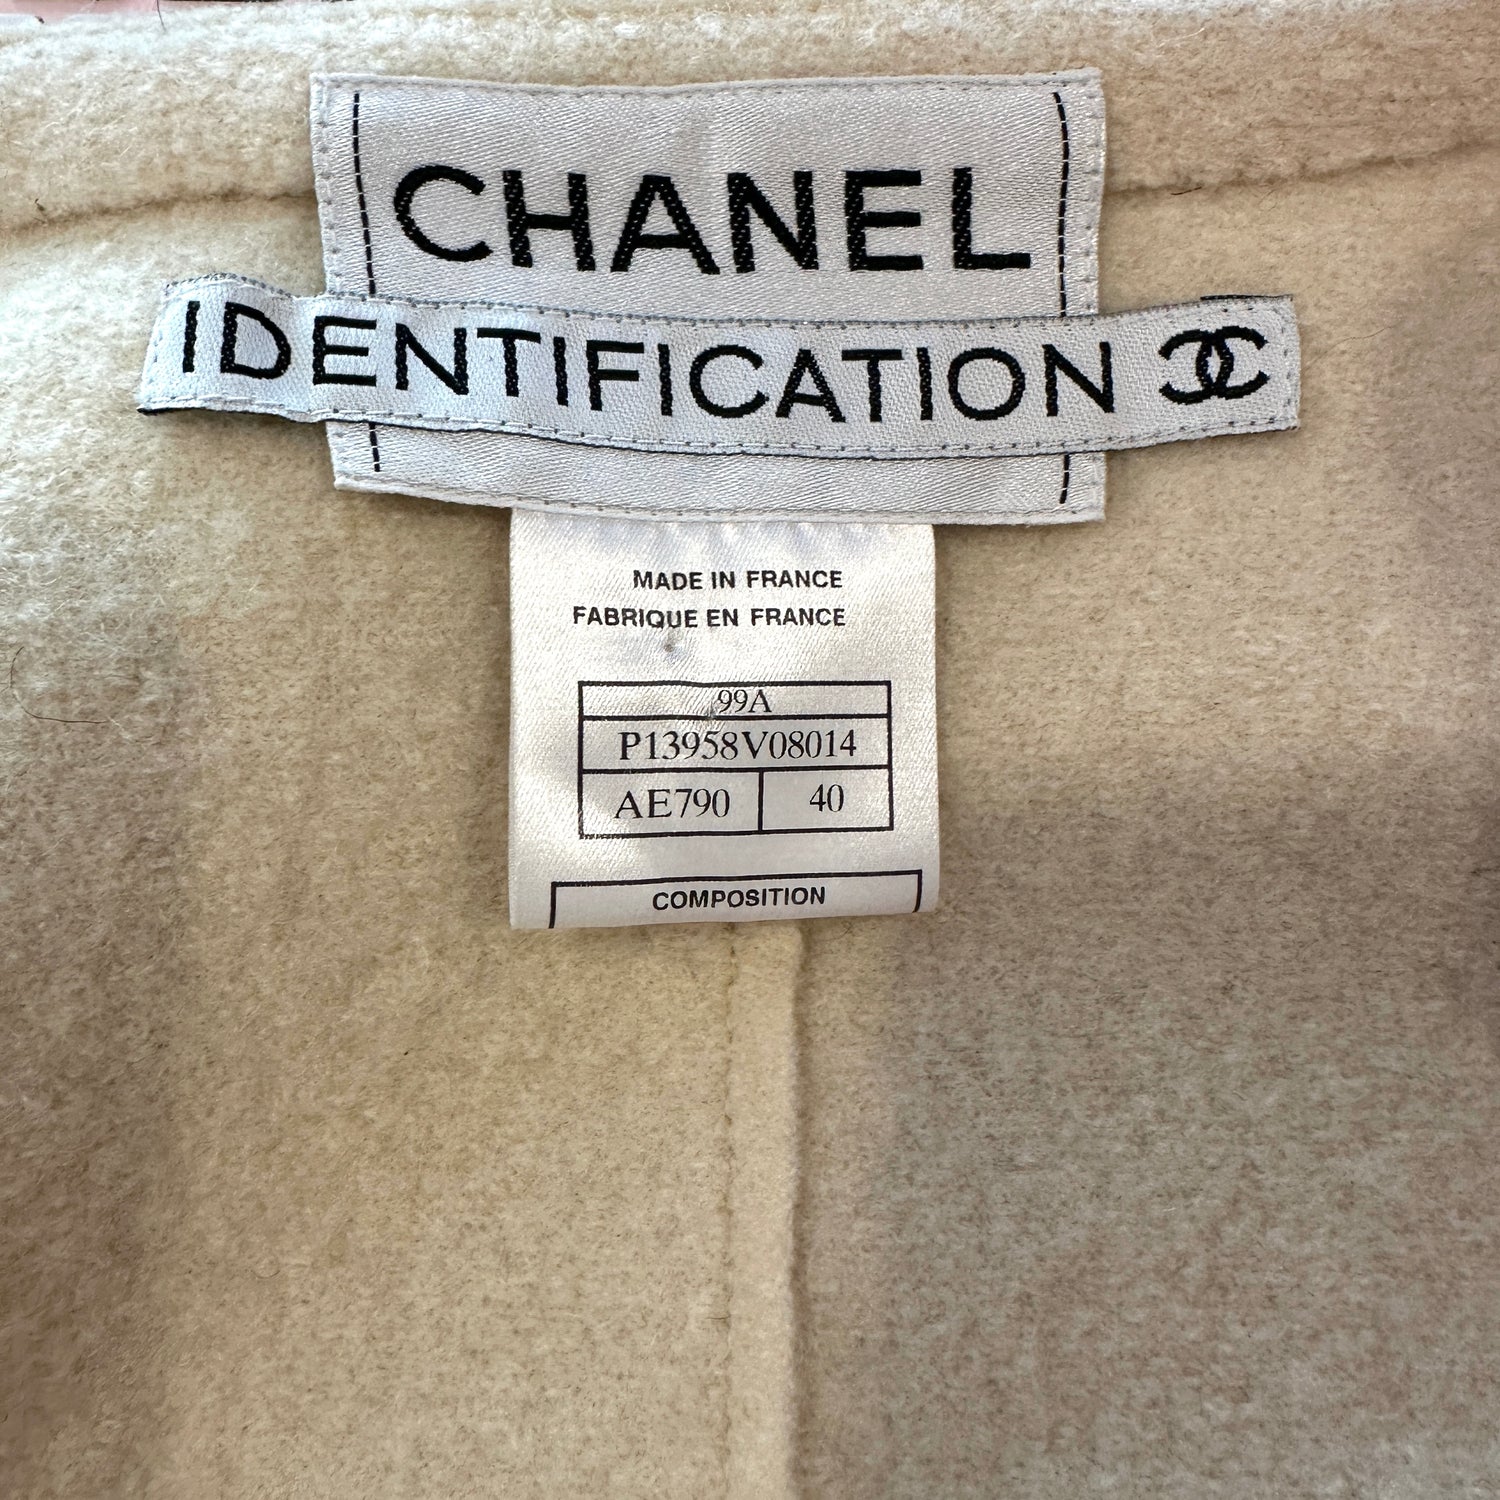 CHANEL
IDENTIFICATION
MADE IN FRANCE
FABRIQUE EN FRANCE
99A
P13958V08014
AE790 40
COMPOSITION